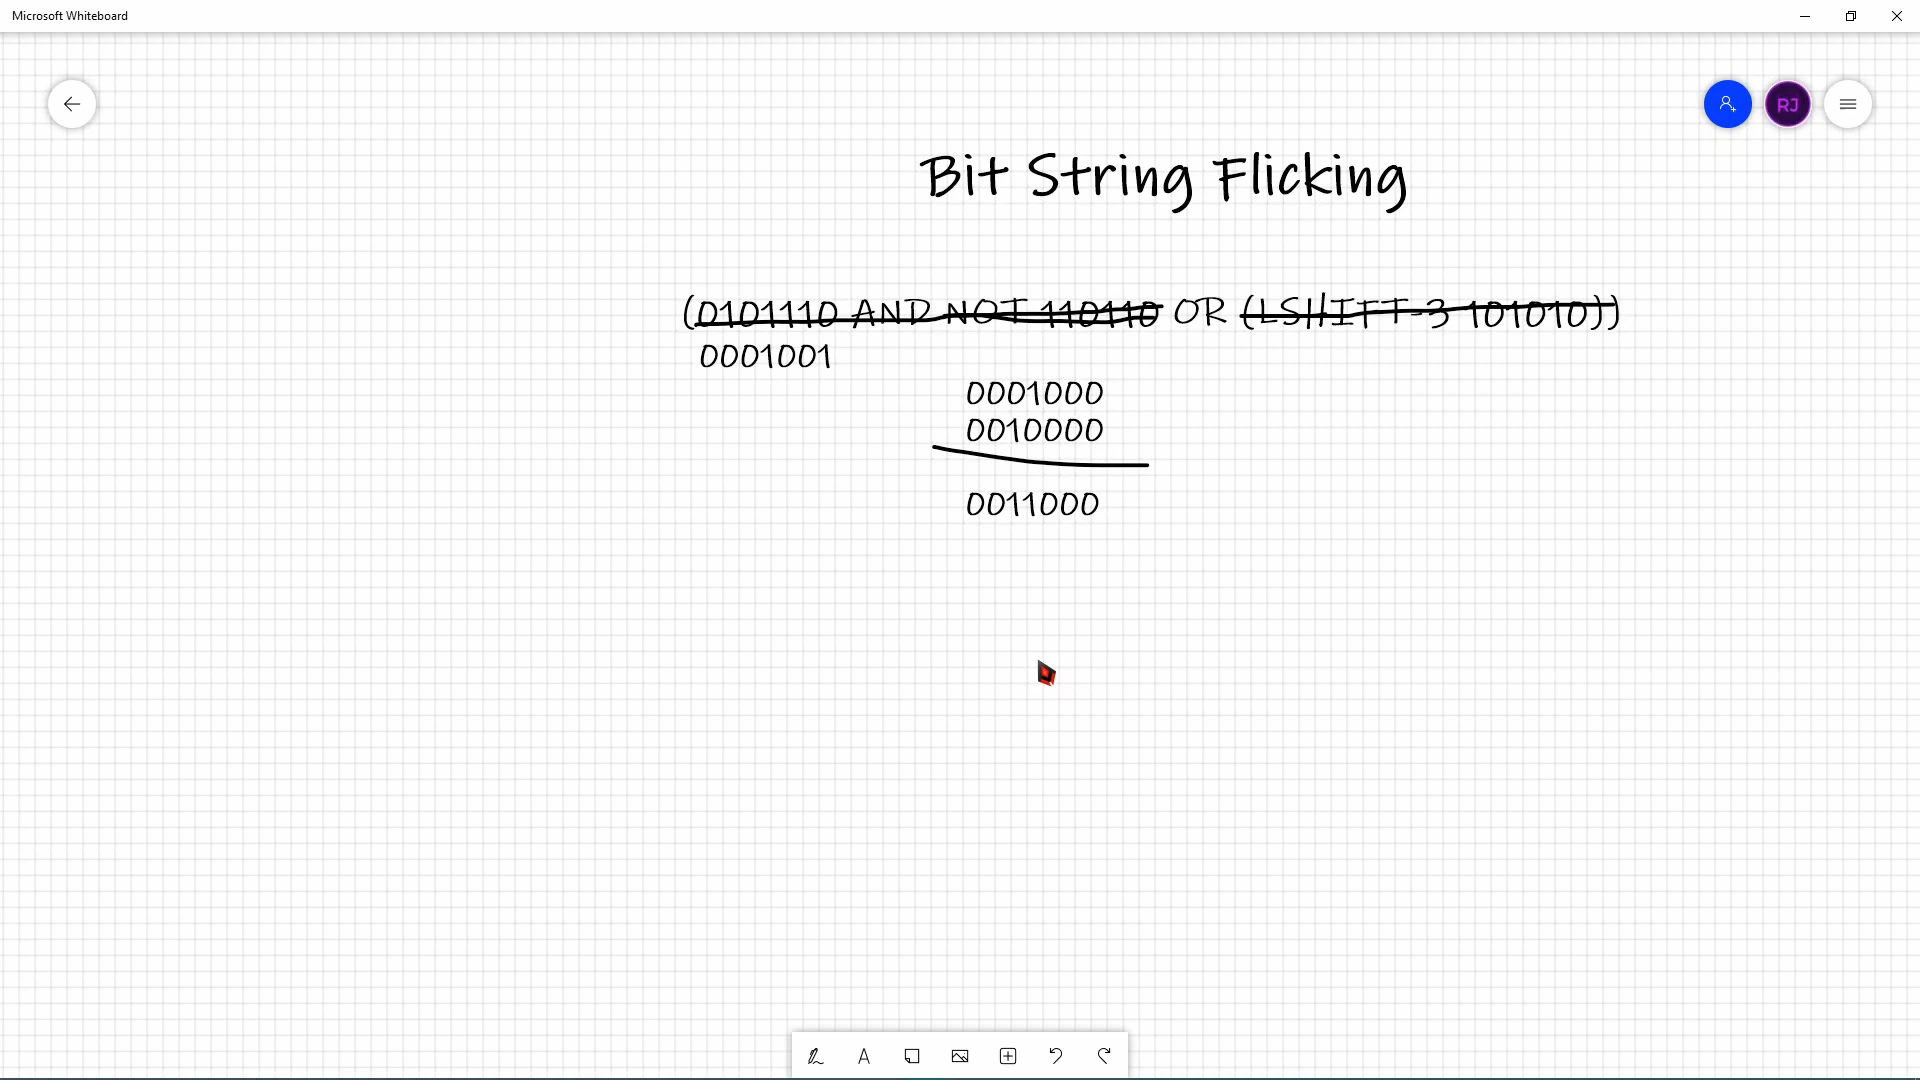 Microsoft Whiteboard
RJ
Bit String Flicking
(0101110 AND NOT 110110 OR (LSHIFT-3 101010))
0001001
0001000
0010000
0011000